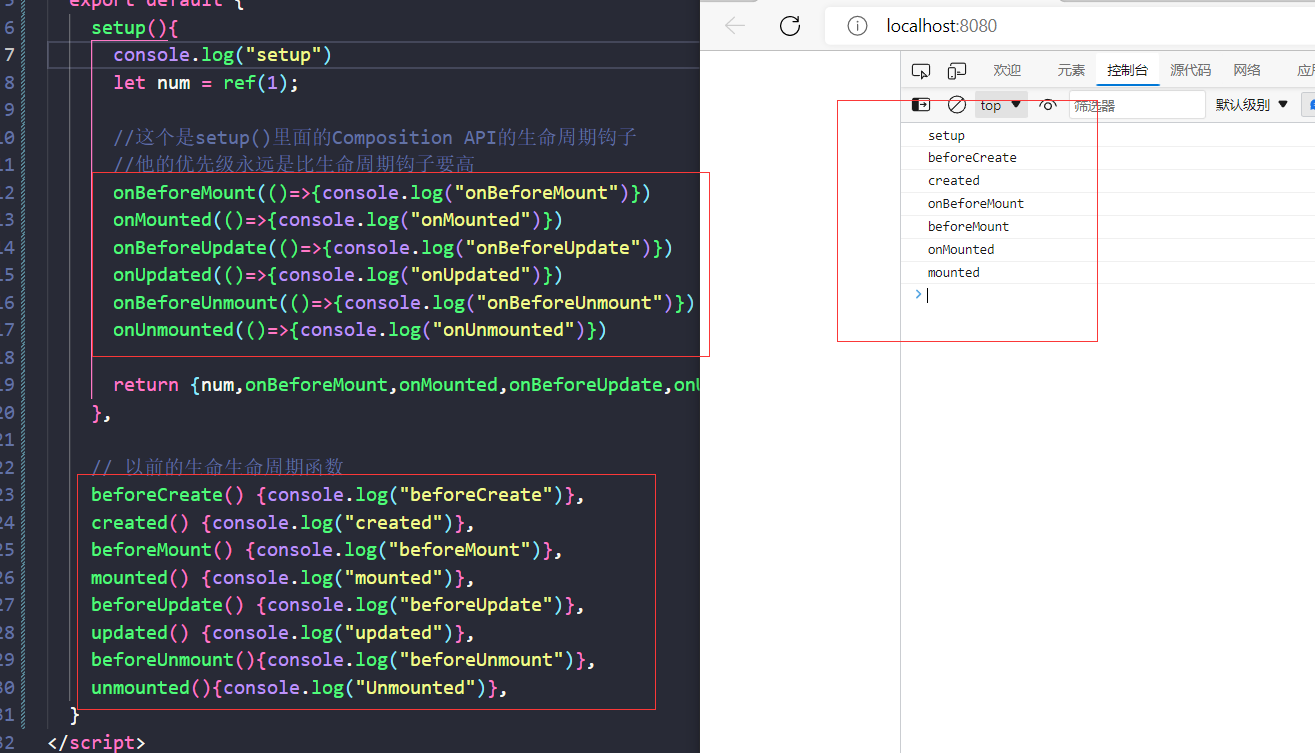 export default {
6 setup(){
7 console.log("setup")
8 let num = ref(1);
9
10 //这个是setup()里面的Composition API的生命周期钩子
11 //他的优先级永远是比生命周期钩子要高
12 onBeforeMount(()=>{console.log("onBeforeMount")})
13 onMounted(()=>{console.log("onMounted")})
14 onBeforeUpdate(()=>{console.log("onBeforeUpdate")})
15 onUpdated(()=>{console.log("onUpdated")})
16 onBeforeUnmount(()=>{console.log("onBeforeUnmount")})
17 onUnmounted(()=>{console.log("onUnmounted")})
18
19 return {num,onBeforeMount,onMounted,onBeforeUpdate,
20 },
21
22 // 以前的生命生命周期函数
23 beforeCreate() {console.log("beforeCreate")},
24 created() {console.log("created")},
25 beforeMount() {console.log("beforeMount")},
26 mounted() {console.log("mounted")},
27 beforeUpdate() {console.log("beforeUpdate")},
28 updated() {console.log("updated")},
29 beforeUnmount(){console.log("beforeUnmount")},
30 unmounted(){console.log("Unmounted")},
31 }
32 </script>
localhost:8080
欢迎 元素 控制台 源代码 网络
top 筛选器 默认级别
setup
beforeCreate
created
onBeforeMount
beforeMount
onMounted
mounted